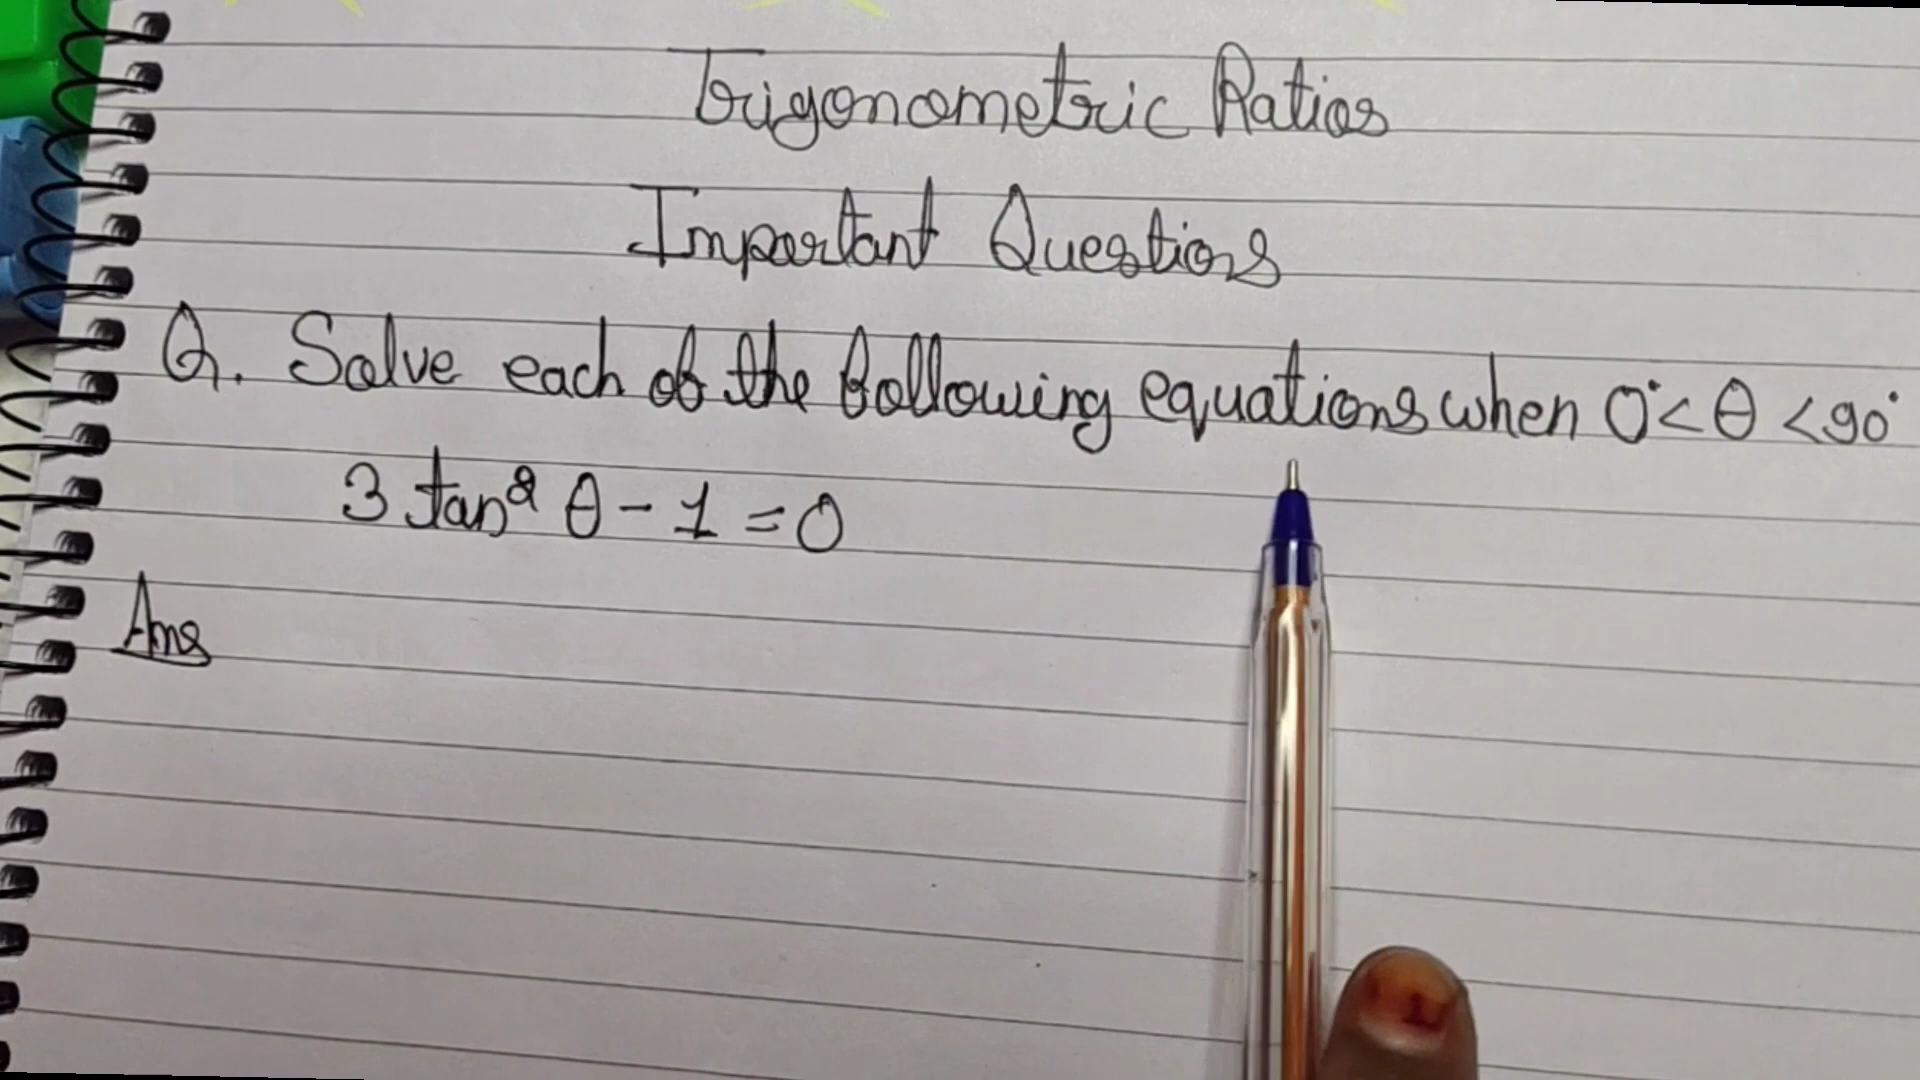 Trigonometric Ratios
Important Questions
Q. Solve each of the following equations when 0° < θ < 90°
3 tan² θ - 1 = 0
Ans